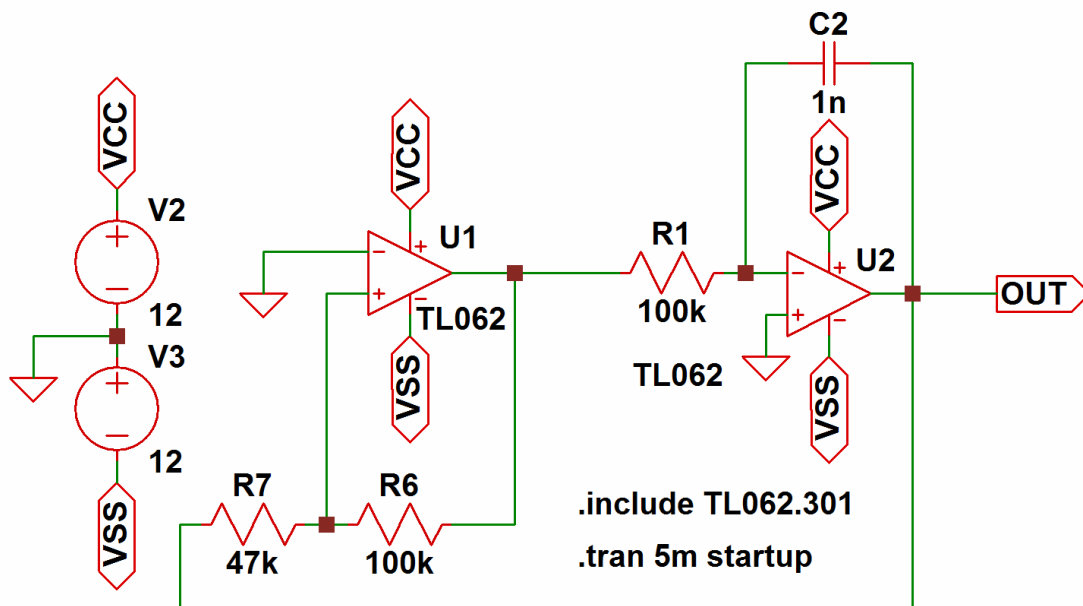 C2
1n
VCC
VCC
VCC
V2
+
−
12
V3
+
−
12
VSS
U1
−
+
+
−
TL062
VSS
R1
100k
U2
−
+
+
−
TL062
VSS
OUT
R7
47k
R6
100k
.include TL062.301
.tran 5m startup